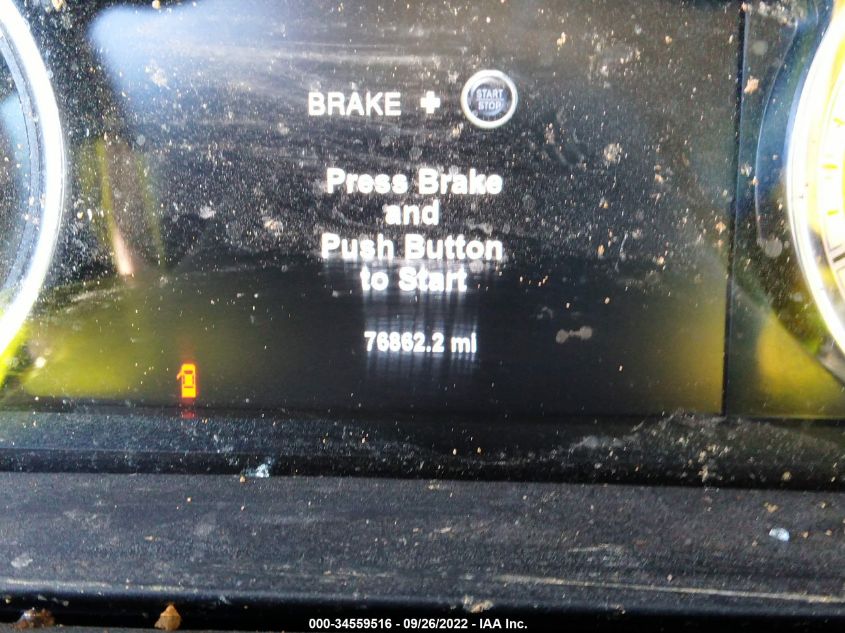 BRAKE + START STOP
Press Brake
and
Push Button
to Start
76862.2 mi
000-34559516 - 09/26/2022 - IAA Inc.